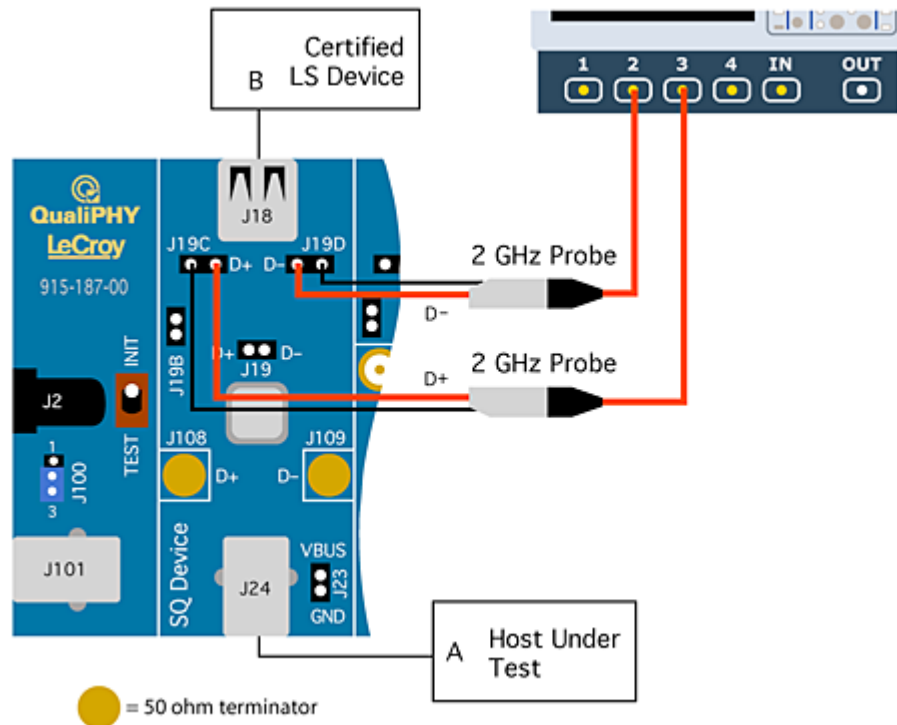 Certified
B LS Device
1 2 3 4 IN OUT
QualiPHY
LeCroy
915-187-00
J18
J19C D+ D- J19D
2 GHz Probe
D-
J19B
D+ D-
J19
2 GHz Probe
D+
INIT
J2
TEST
J108 D+
J109 D-
1
J100
3
SQ Device
J101
J24
VBUS
J23
GND
A Host Under
Test
= 50 ohm terminator